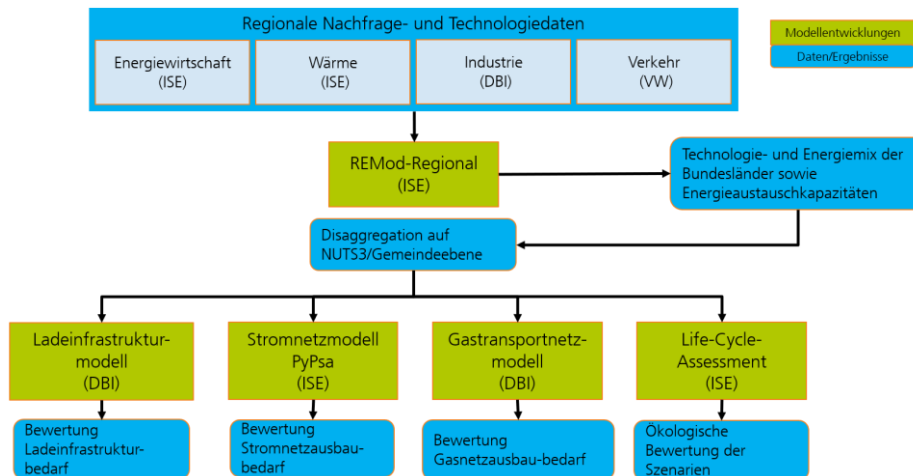 Regionale Nachfrage- und Technologiedaten
Energiewirtschaft
(ISE)
Wärme
(ISE)
Industrie
(DBI)
Verkehr
(VW)
Modellentwicklungen
Daten/Ergebnisse
REMod-Regional
(ISE)
Technologie- und Energiemix der
Bundesländer sowie
Energieaustauschkapazitäten
Disaggregation auf
NUTS3/Gemeindeebene
Ladeinfrastruktur-
modell
(DBI)
Stromnetzmodell
PyPsa
(ISE)
Gastransportnetz-
modell
(DBI)
Life-Cycle-
Assessment
(ISE)
Bewertung
Ladeinfrastruktur-
bedarf
Bewertung
Stromnetzausbau-
bedarf
Bewertung
Gasnetzausbau-bedarf
Ökologische
Bewertung der
Szenarien